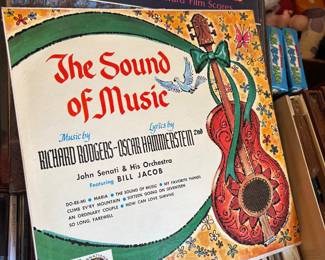 Film Scores
The Sound
of Music
Music by
Lyrics by
RICHARD RODGERS-OSCAR HAMMERSTEIN 2nd
John Senati & His Orchestra
Featuring BILL JACOB
DO-RE-MI • MARIA • THE SOUND OF MUSIC • MY FAVORITE THINGS
CLIMB EV'RY MOUNTAIN • SIXTEEN GOING ON SEVENTEEN
AN ORDINARY COUPLE • HOW CAN LOVE SURVIVE
SO LONG, FAREWELL